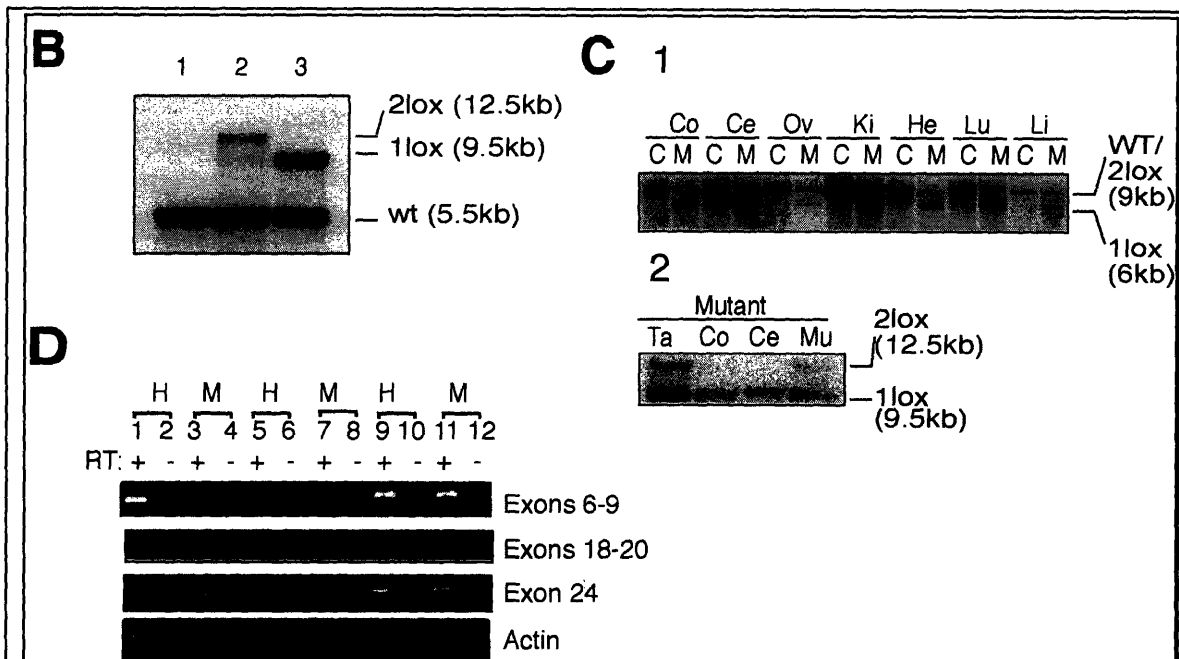 B
1 2 3
2lox (12.5kb)
1lox (9.5kb)
wt (5.5kb)
C 1
Co Ce Ov Ki He Lu Li
C M C M C M C M C M C M C M
WT/
2lox
(9kb)
1lox
(6kb)
2
Mutant
Ta Co Ce Mu
2lox
(12.5kb)
1lox
(9.5kb)
D
H M H M H M
1 2 3 4 5 6 7 8 9 10 11 12
RT: + - + - + - + - + - + -
Exons 6-9
Exons 18-20
Exon 24
Actin